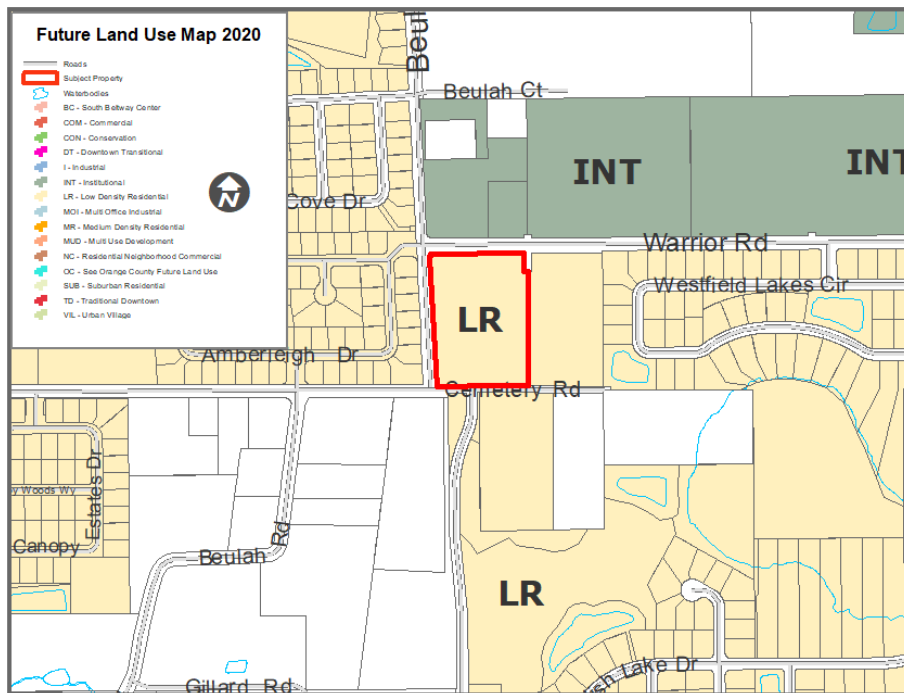 Future Land Use Map 2020
Roads
Subject Property
Waterbodies
BC - South Beltway Center
COM - Commercial
CON - Conservation
DT - Downtown Transitional
I - Industrial
INT - Institutional
LR - Low Density Residential
MOI - Multi Office Industrial
MR - Medium Density Residential
MUD - Multi Use Development
NC - Residential Neighborhood Commercial
OC - See Orange County Future Land Use
SUB - Suburban Residential
TD - Traditional Downtown
VIL - Urban Village
N
Beul
Beulah Ct
INT
INT
Cove Dr
Warrior Rd
Westfield Lakes Cir
LR
Amberleigh Dr
Cemetery Rd
Estates Dr
y Woods Wy
Canopy
Beulah Rd
LR
sh Lake Dr
Gillard Rd